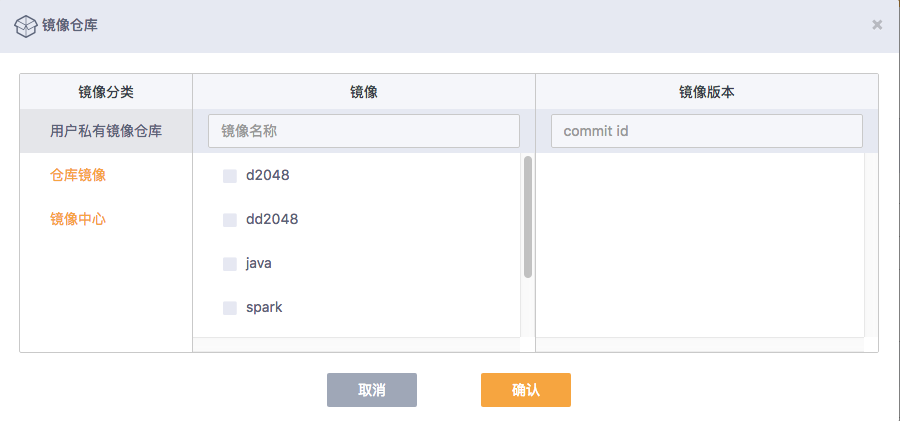 镜像仓库
×
镜像分类 镜像 镜像版本
用户私有镜像仓库 镜像名称 commit id
仓库镜像 d2048
镜像中心 dd2048
java
spark
取消 确认